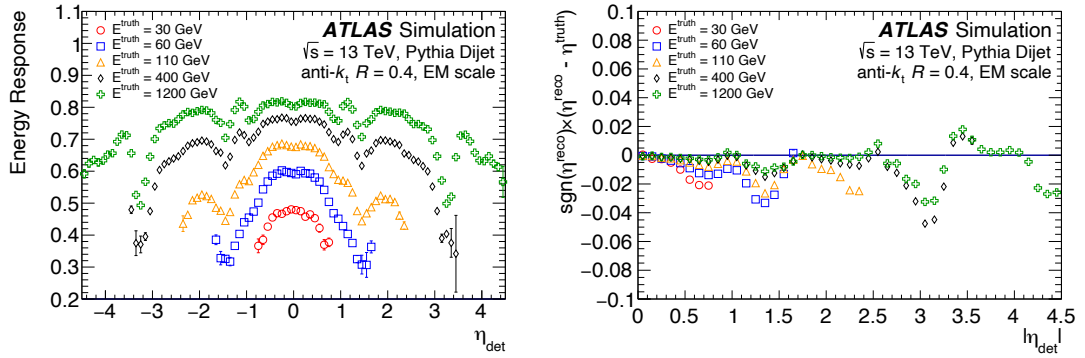 Energy Response
1.1
1
0.9
0.8
0.7
0.6
0.5
0.4
0.3
0.2
E^truth = 30 GeV
E^truth = 60 GeV
E^truth = 110 GeV
E^truth = 400 GeV
E^truth = 1200 GeV
ATLAS Simulation
√s = 13 TeV, Pythia Dijet
anti-k_t R = 0.4, EM scale
−4 −3 −2 −1 0 1 2 3 4
η_det
sgn(η^reco)×(η^reco - η^truth)
0.1
0.08
0.06
0.04
0.02
0
−0.02
−0.04
−0.06
−0.08
−0.1
E^truth = 30 GeV
E^truth = 60 GeV
E^truth = 110 GeV
E^truth = 400 GeV
E^truth = 1200 GeV
ATLAS Simulation
√s = 13 TeV, Pythia Dijet
anti-k_t R = 0.4, EM scale
0 0.5 1 1.5 2 2.5 3 3.5 4 4.5
|η_det|